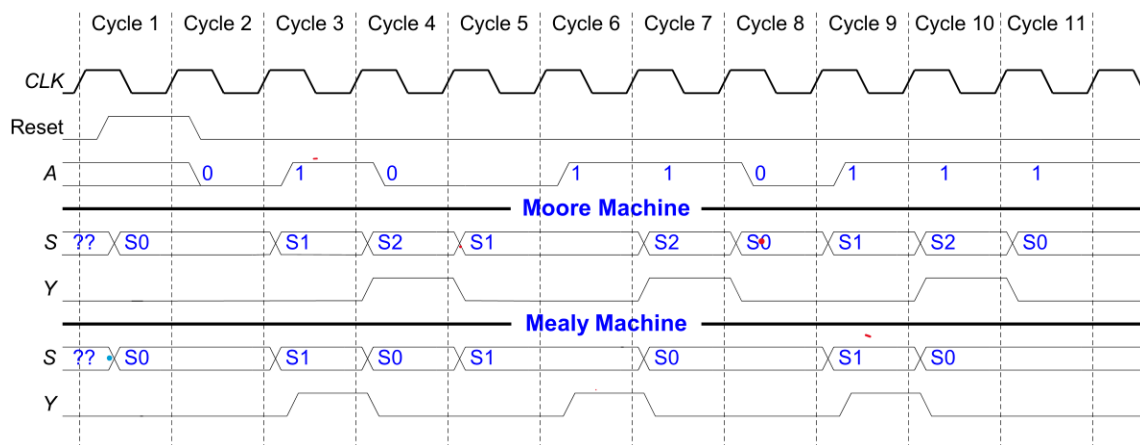 Cycle 1 Cycle 2 Cycle 3 Cycle 4 Cycle 5 Cycle 6 Cycle 7 Cycle 8 Cycle 9 Cycle 10 Cycle 11
CLK
Reset
A 0 1 0 1 1 0 1 1 1
Moore Machine
S ?? S0 S1 S2 S1 S2 S0 S1 S2 S0
Y
Mealy Machine
S ?? S0 S1 S0 S1 S0 S1 S0
Y